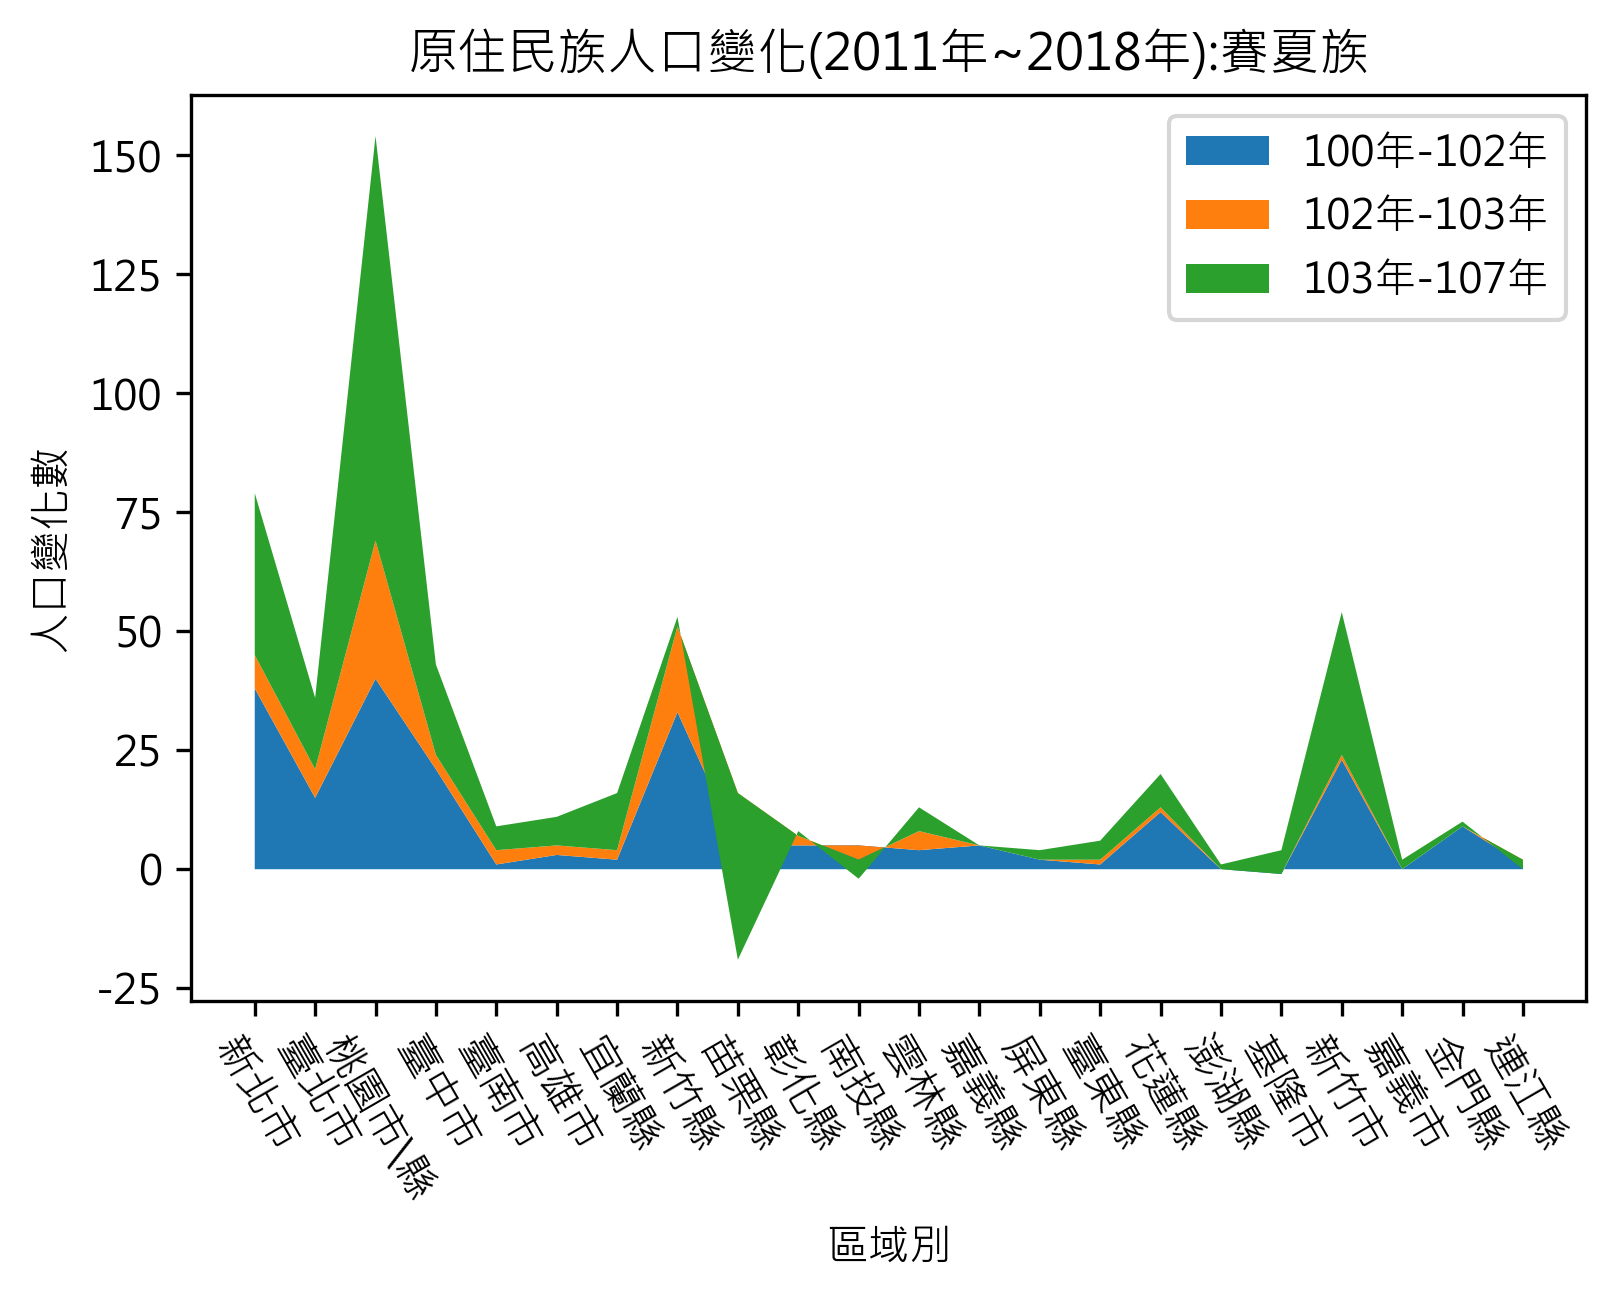 原住民族人口變化(2011年~2018年):賽夏族
100年-102年
102年-103年
103年-107年
人口變化數
150
125
100
75
50
25
0
-25
新北市
臺北市
桃園市\縣
臺中市
臺南市
高雄市
宜蘭縣
新竹縣
苗栗縣
彰化縣
南投縣
雲林縣
嘉義縣
屏東縣
臺東縣
花蓮縣
澎湖縣
基隆市
新竹市
嘉義市
金門縣
連江縣
區域別